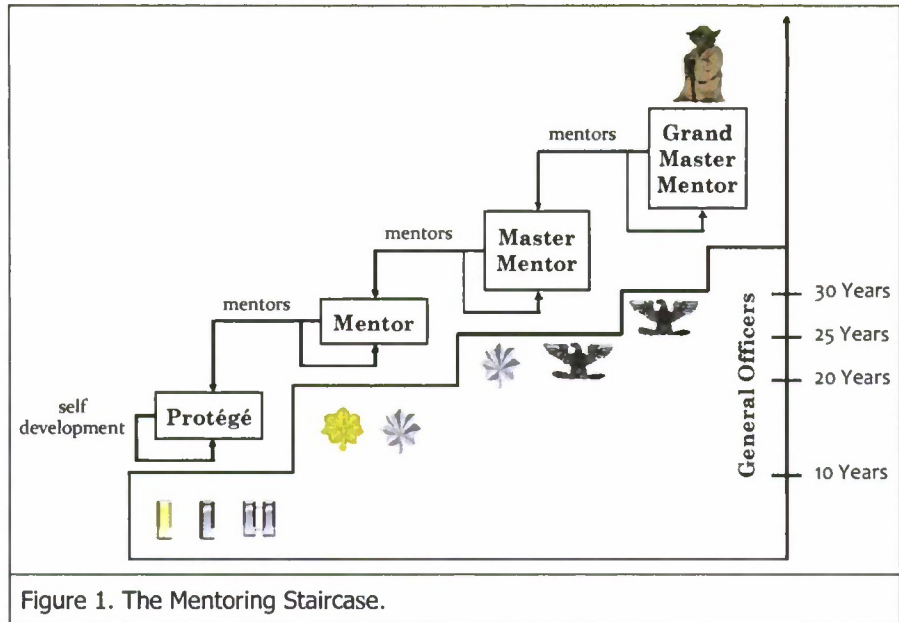 Grand
Master
Mentor
mentors
Master
Mentor
mentors
Mentor
mentors
Protégé
self
development
General Officers
30 Years
25 Years
20 Years
10 Years
Figure 1. The Mentoring Staircase.